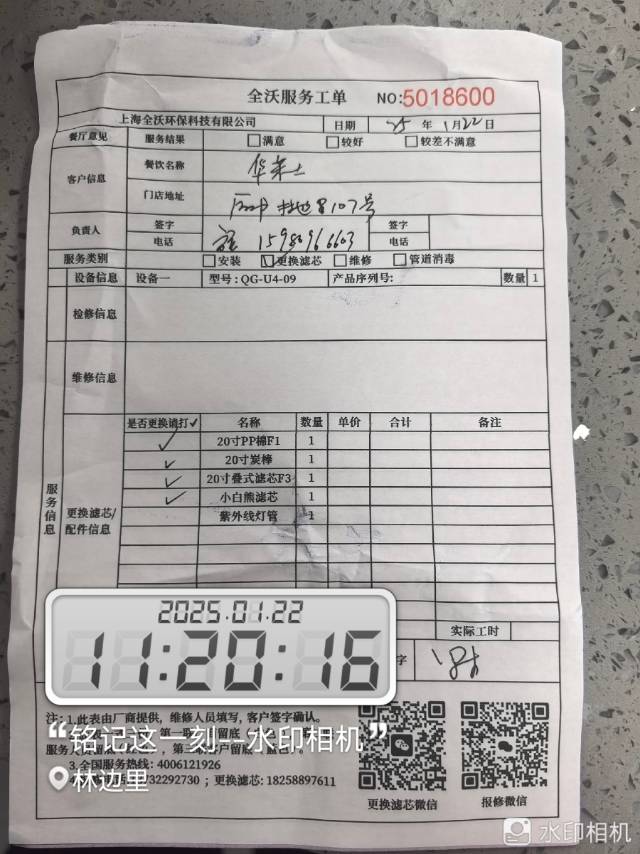 全沃服务工单 NO:5018600
上海全沃环保科技有限公司 日期 25 年 1月22日
餐厅意见 服务结果 满意 较好 较差不满意
客户信息 餐饮名称 华莱士
门店地址 107号
负责人 签字 签字
电话 15980966603 电话
服务类别 安装 更换滤芯 维修 管道消毒
设备信息 设备一 型号:QG-U4-09 产品序列号: 数量 1
检修信息
维修信息
服务信息
更换滤芯/配件信息
是否更换请打✓ 名称 数量 单价 合计 备注
✓ 20寸PP棉F1 1
✓ 20寸炭棒 1
✓ 20寸叠式滤芯F3 1
✓ 小白熊滤芯 1
紫外线灯管 1
2025.01.22
11:20:16
实际工时
字
注:1.此表由厂商提供,维修人员填写,客户签字确认。
“铭记这一刻 水印相机”
3.全国服务热线:4006121926
林边里
732292730 ;更换滤芯:18258897611
更换滤芯微信 报修微信
水印相机